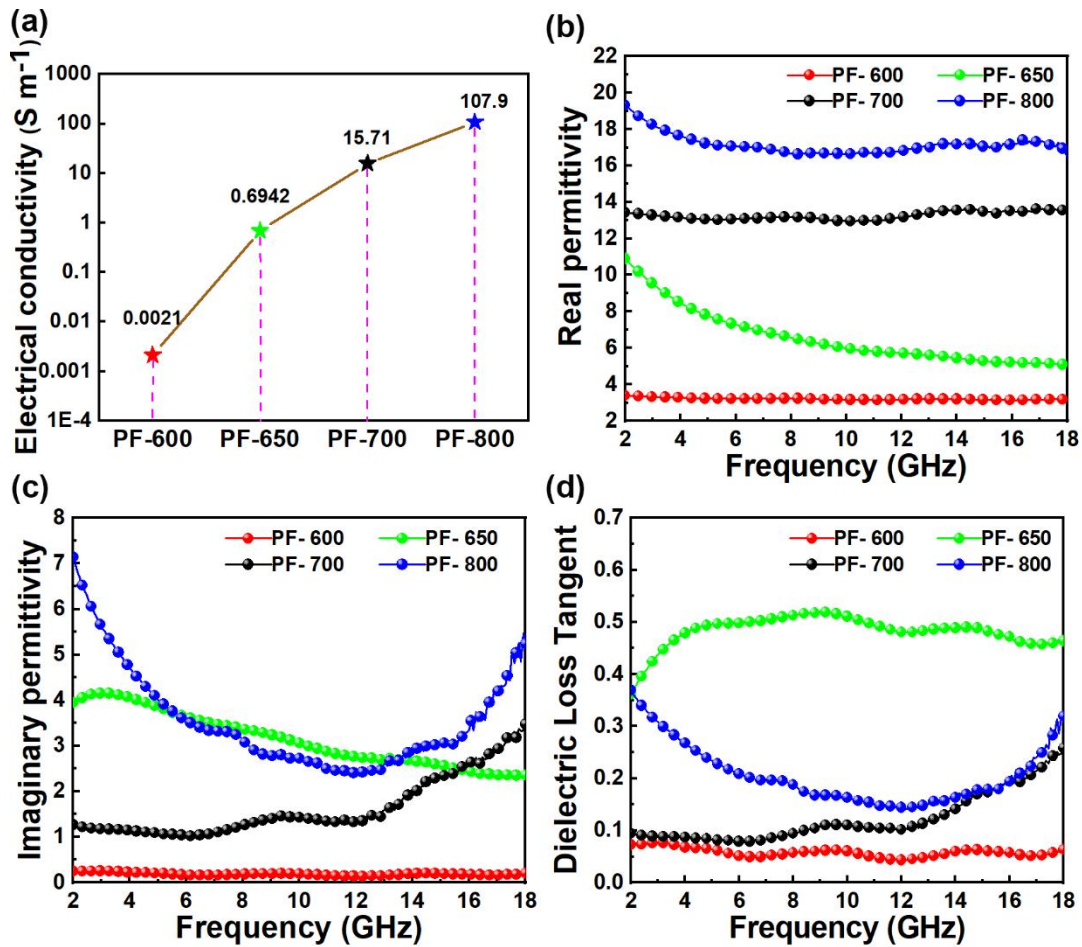 (a)
Electrical conductivity (S m⁻¹)
1000
100
10
1
0.1
0.01
0.001
1E-4
0.0021
0.6942
15.71
107.9
PF-600 PF-650 PF-700 PF-800
(b)
Real permittivity
22
20
18
16
14
12
10
8
6
4
2
PF- 600 PF- 650
PF- 700 PF- 800
2 4 6 8 10 12 14 16 18
Frequency (GHz)
(c)
Imaginary permittivity
8
7
6
5
4
3
2
1
0
PF- 600 PF- 650
PF- 700 PF- 800
2 4 6 8 10 12 14 16 18
Frequency (GHz)
(d)
Dielectric Loss Tangent
0.7
0.6
0.5
0.4
0.3
0.2
0.1
0.0
PF- 600 PF- 650
PF- 700 PF- 800
2 4 6 8 10 12 14 16 18
Frequency (GHz)